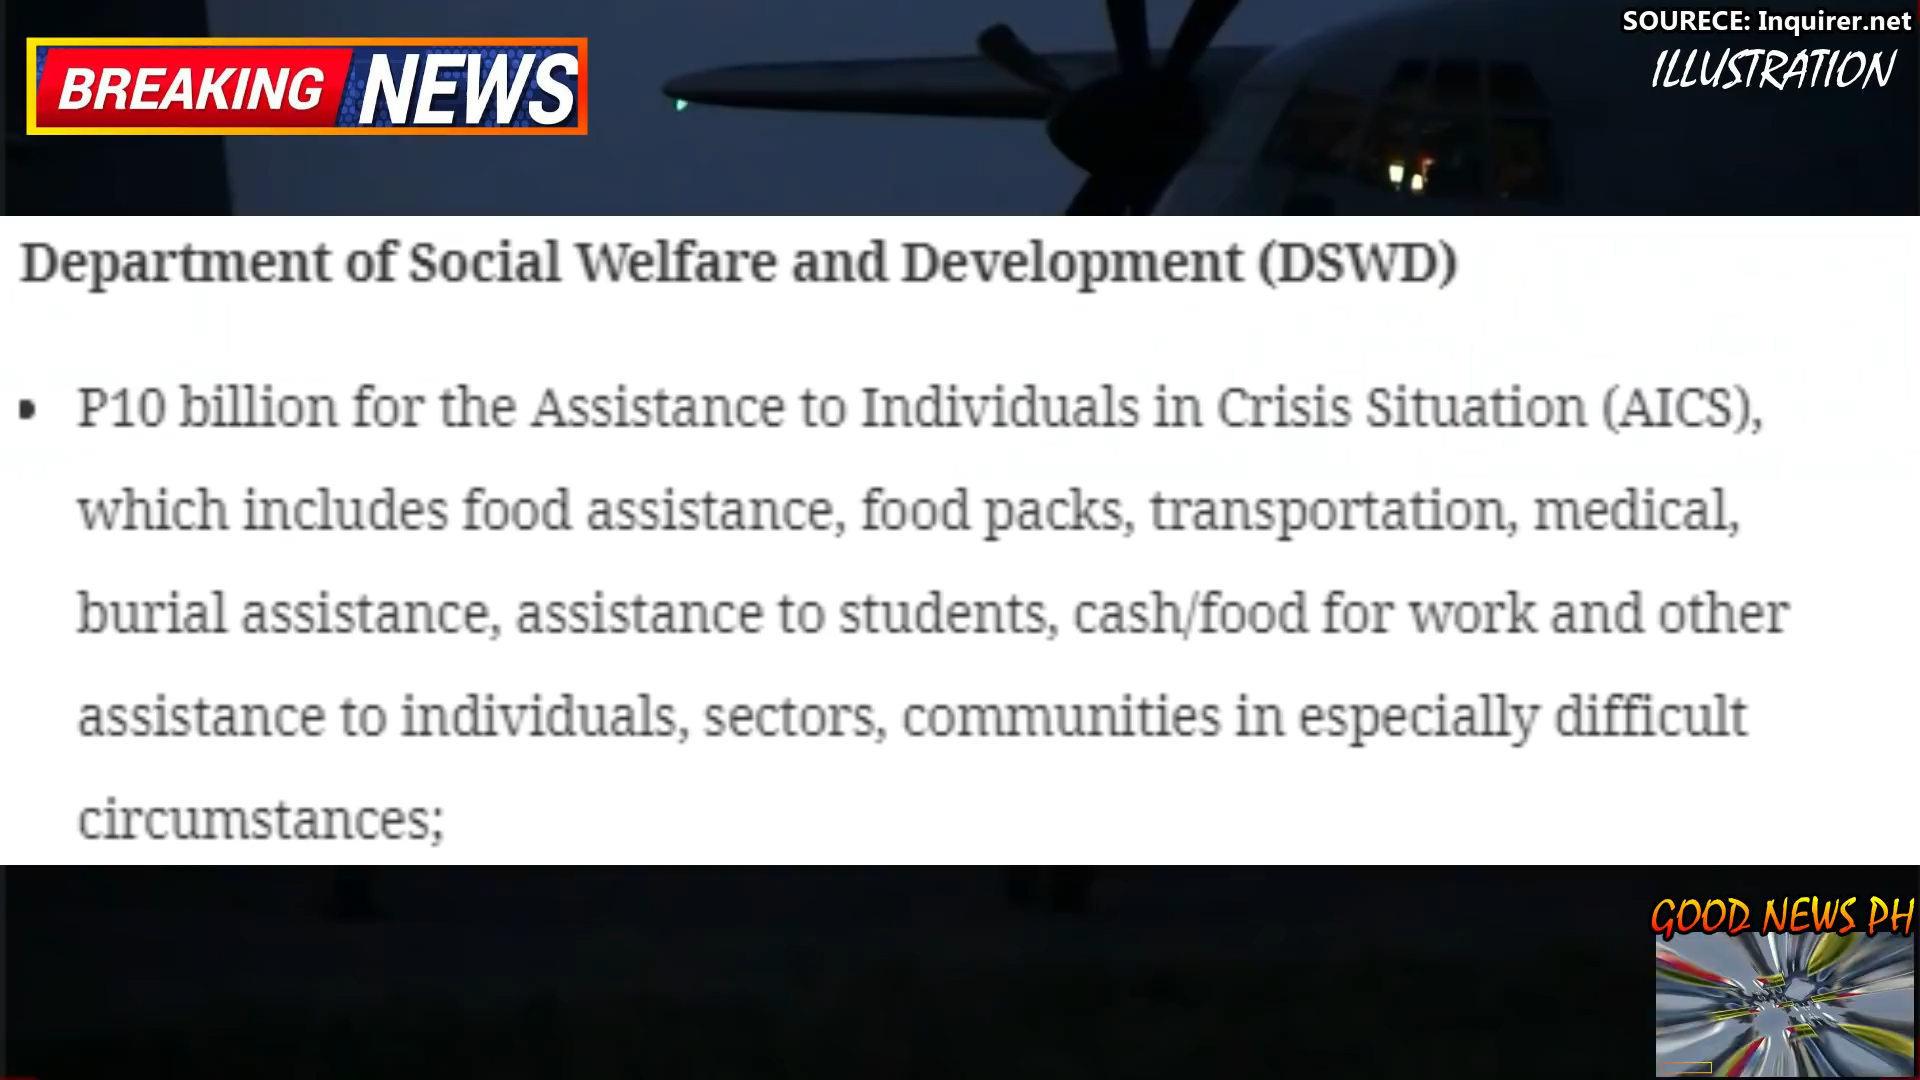 SOURECE: Inquirer.net
ILLUSTRATION
BREAKING NEWS
Department of Social Welfare and Development (DSWD)
• P10 billion for the Assistance to Individuals in Crisis Situation (AICS),
which includes food assistance, food packs, transportation, medical,
burial assistance, assistance to students, cash/food for work and other
assistance to individuals, sectors, communities in especially difficult
circumstances;
GOOD NEWS PH